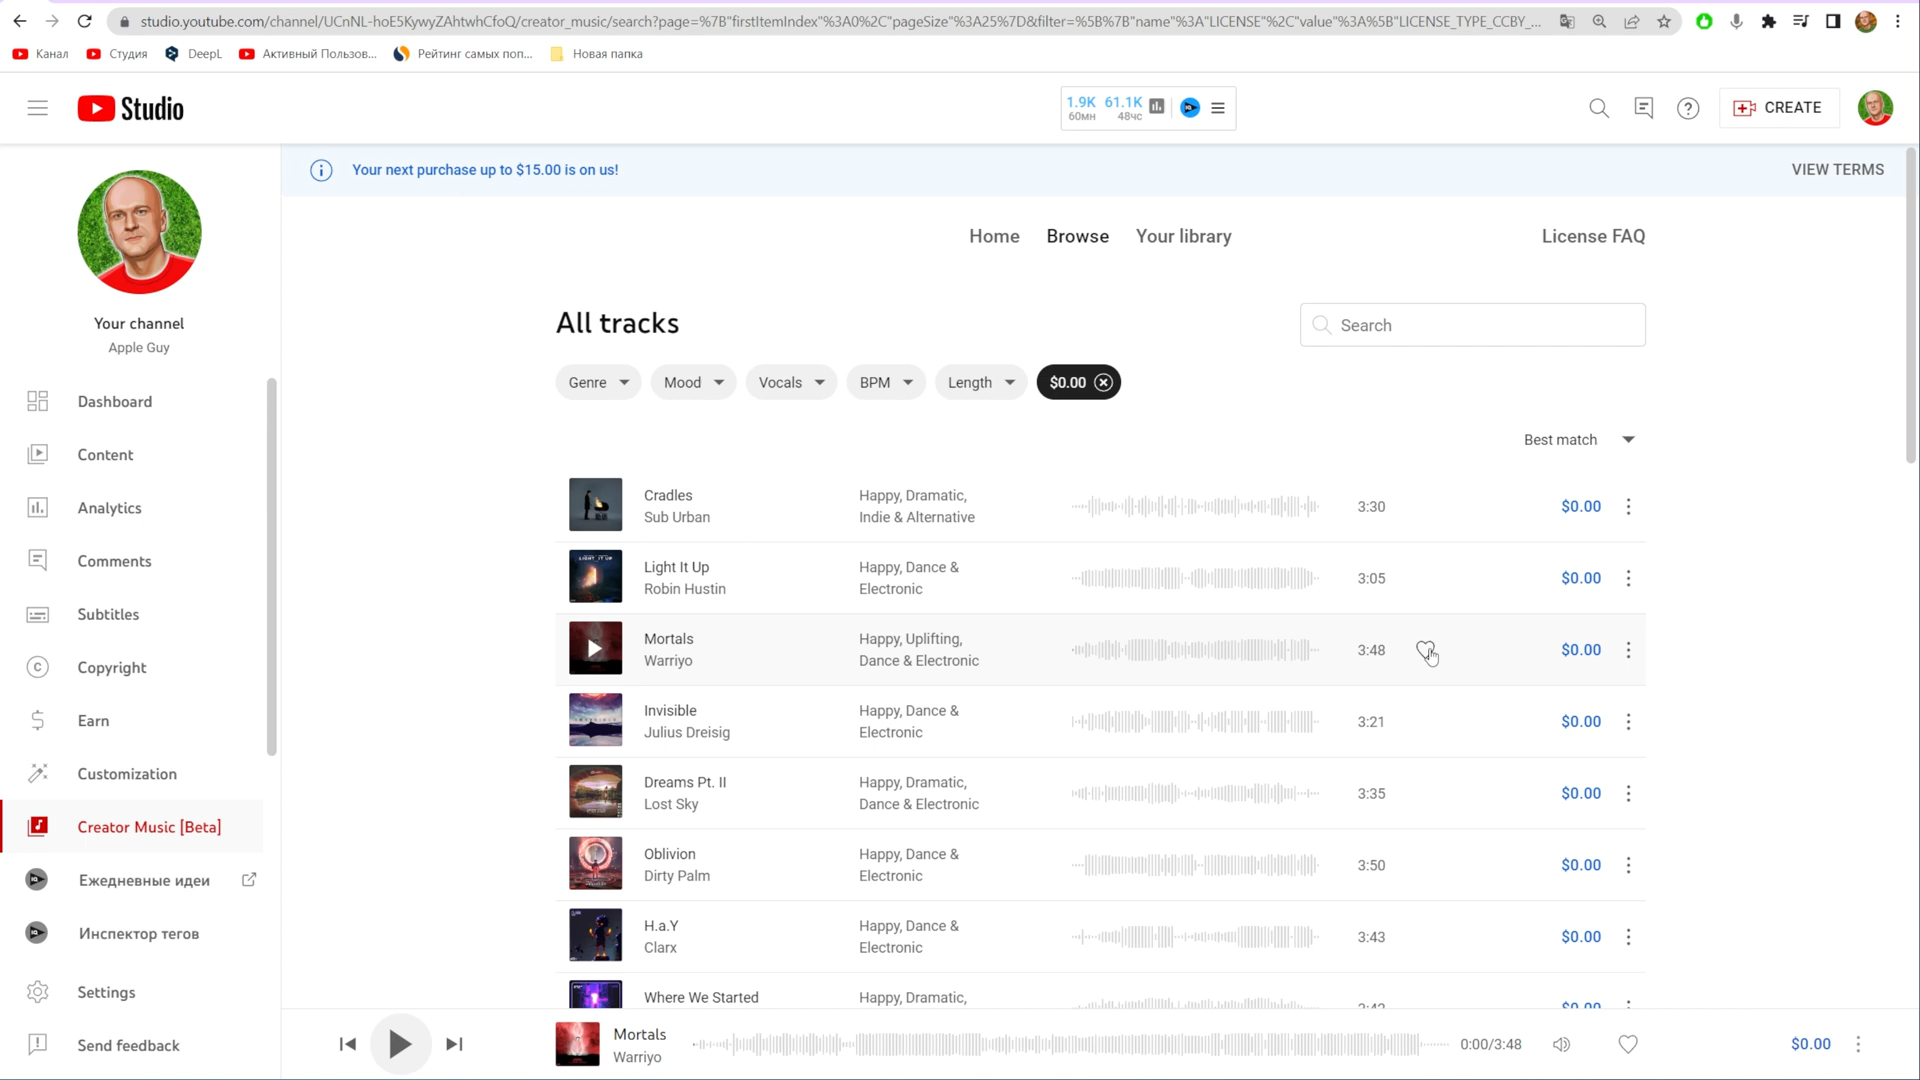 studio.youtube.com/channel/UCnNL-hoE5KywyZAhtwhCfoQ/creator_music/search?page=%7B"firstItemIndex"%3A0%2C"pageSize"%3A25%7D&filter=%5B%7B"name"%3A"LICENSE"%2C"value"%3A%5B"LICENSE_TYPE_CCBY_...
Канал
Студия
DeepL
Активный Пользов...
Рейтинг самых поп...
Новая папка
Studio
1.9K 61.1K
60мн 48чс
CREATE
Your next purchase up to $15.00 is on us!
VIEW TERMS
Home
Browse
Your library
License FAQ
Your channel
Apple Guy
Dashboard
Content
Analytics
Comments
Subtitles
Copyright
Earn
Customization
Creator Music [Beta]
Ежедневные идеи
Инспектор тегов
Settings
Send feedback
All tracks
Search
Genre
Mood
Vocals
BPM
Length
$0.00
Best match
Cradles
Sub Urban
Happy, Dramatic,
Indie & Alternative
3:30
$0.00
LIGHT IT UP
Light It Up
Robin Hustin
Happy, Dance &
Electronic
3:05
$0.00
Mortals
Warriyo
Happy, Uplifting,
Dance & Electronic
3:48
$0.00
Invisible
Julius Dreisig
Happy, Dance &
Electronic
3:21
$0.00
Dreams Pt. II
Lost Sky
Happy, Dramatic,
Dance & Electronic
3:35
$0.00
Oblivion
Dirty Palm
Happy, Dance &
Electronic
3:50
$0.00
H.a.Y
Clarx
Happy, Dance &
Electronic
3:43
$0.00
Where We Started
Happy, Dramatic,
$0.00
Mortals
Warriyo
0:00/3:48
$0.00